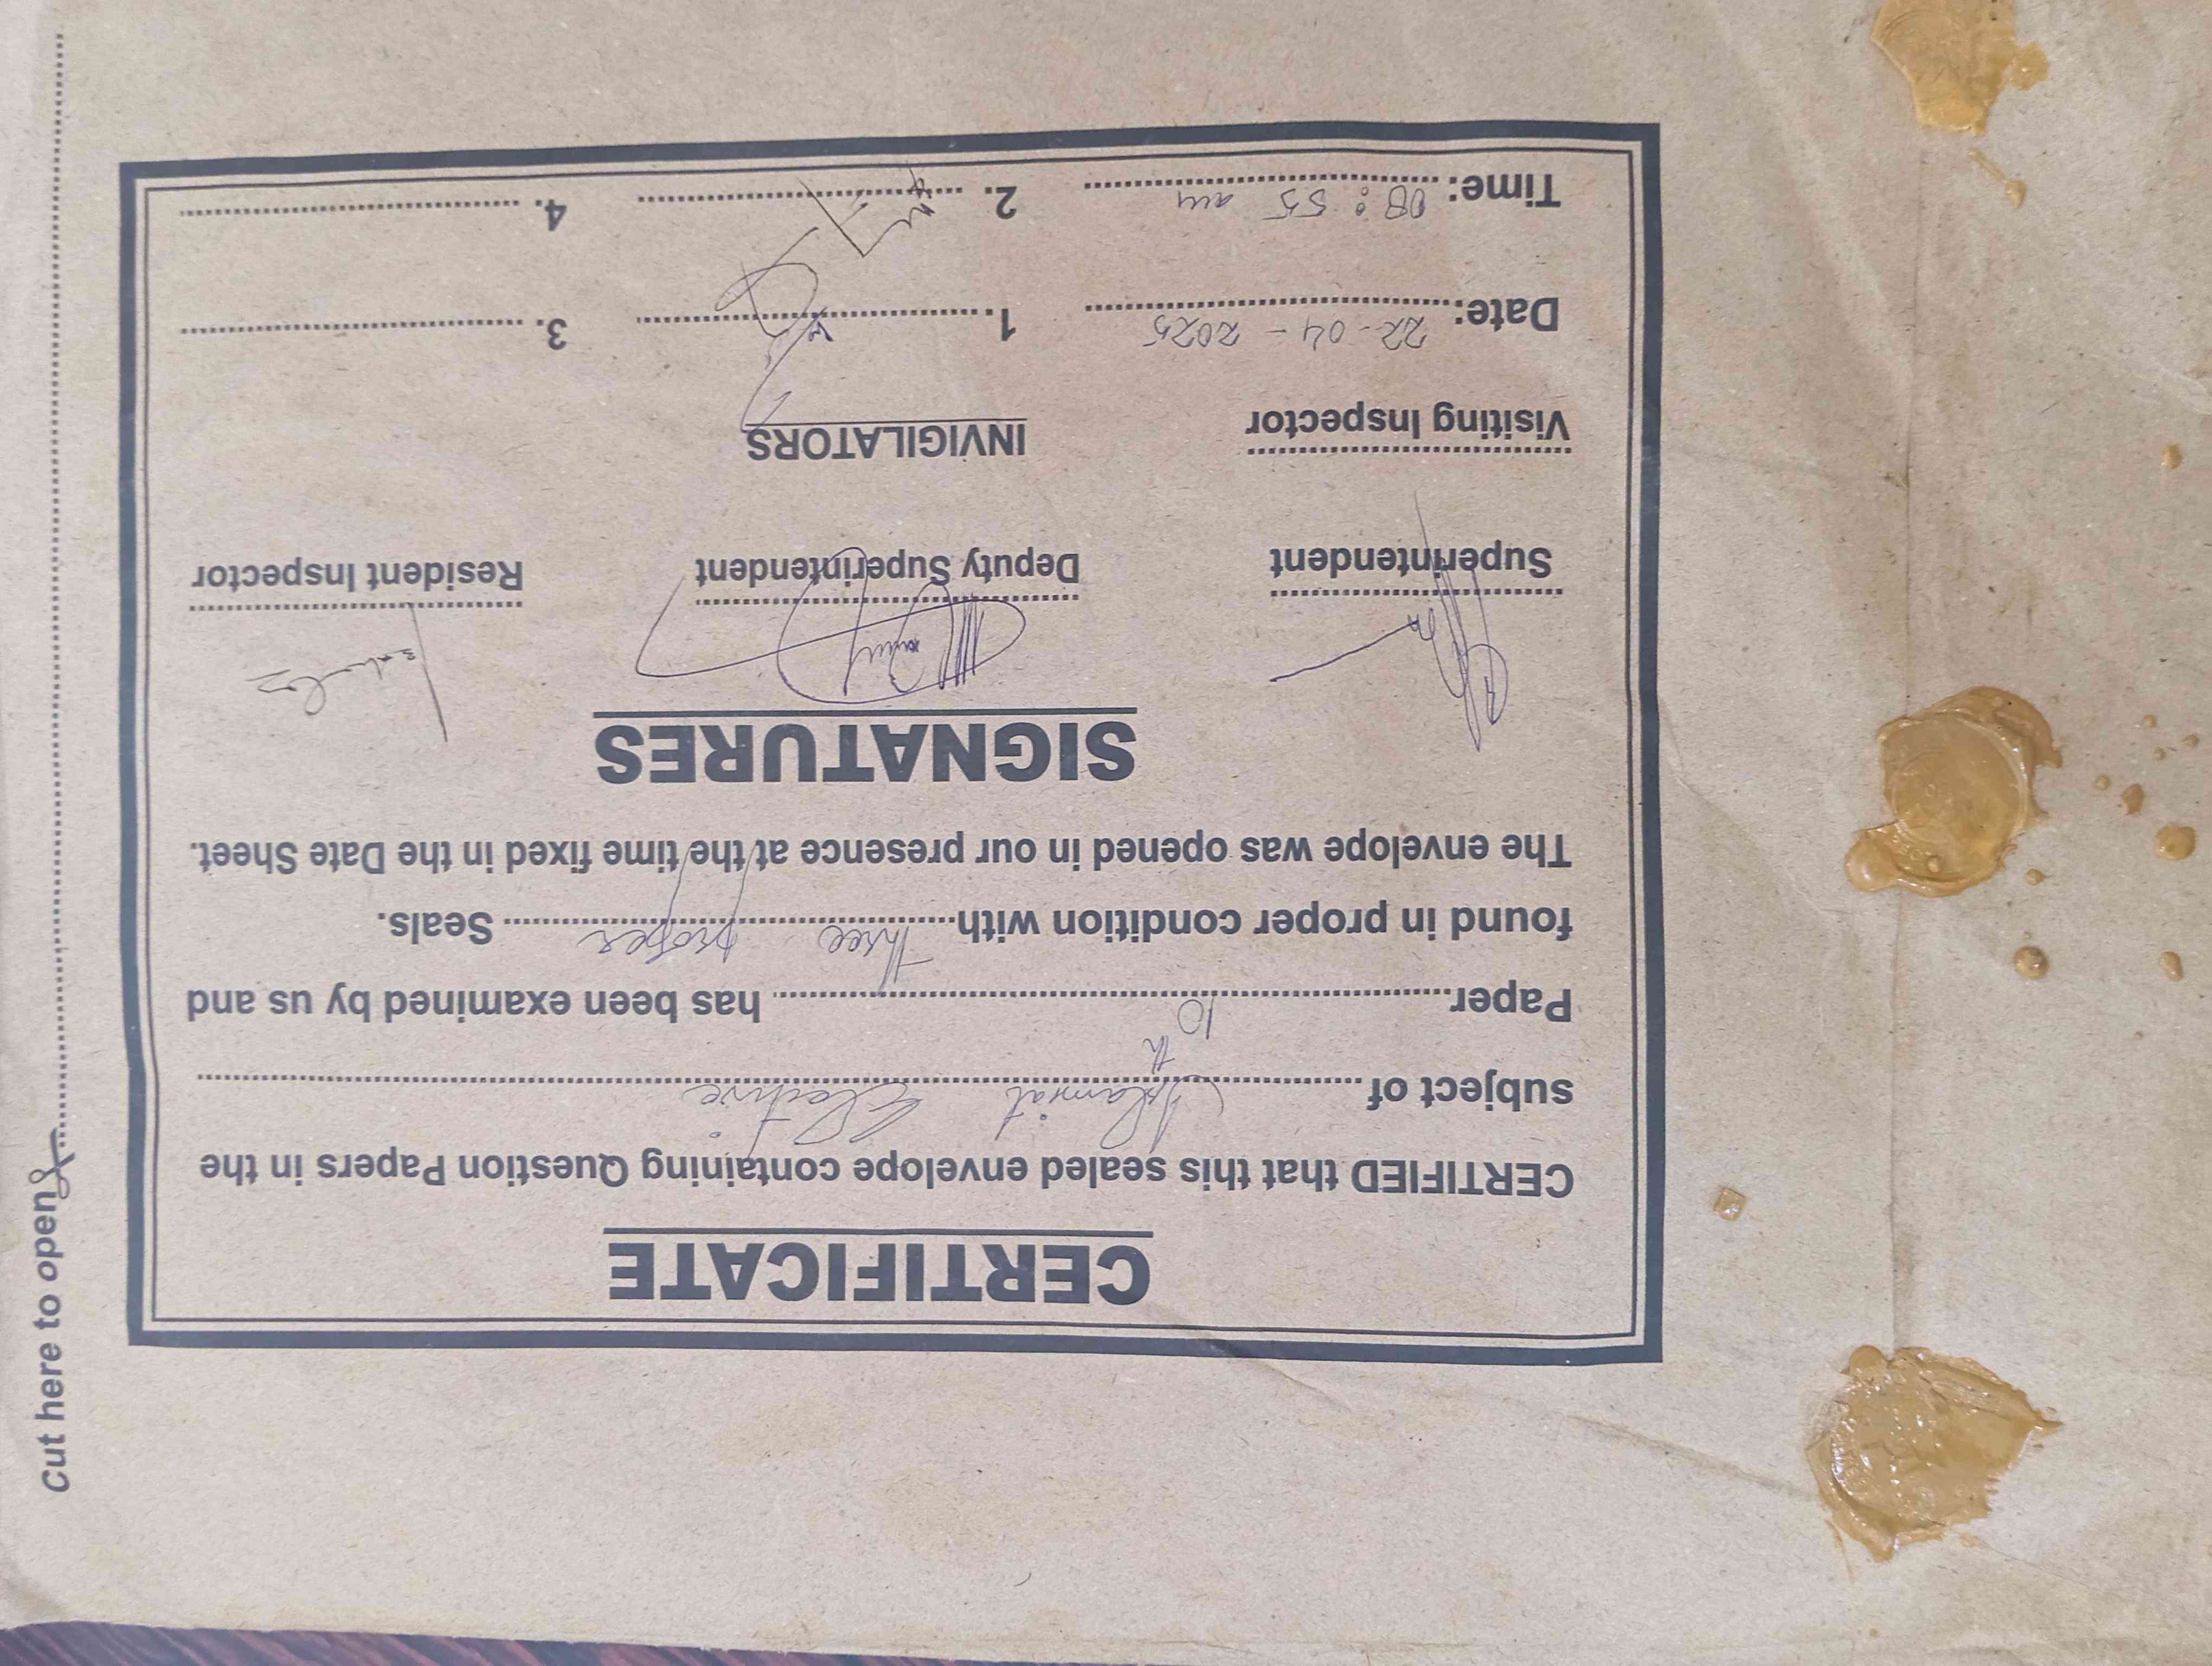 CERTIFICATE
CERTIFIED that this sealed envelope containing Question Papers in the
subject of Islamiat Elective
Paper 10th has been examined by us and
found in proper condition with Three proper Seals.
The envelope was opened in our presence at the time fixed in the Date Sheet.
SIGNATURES
Superintendent Deputy Superintendent Resident Inspector
Visiting Inspector INVIGILATORS
Date: 22-04-2025 1. 3.
Time: 08:55 am 2. 4.
Cut here to open